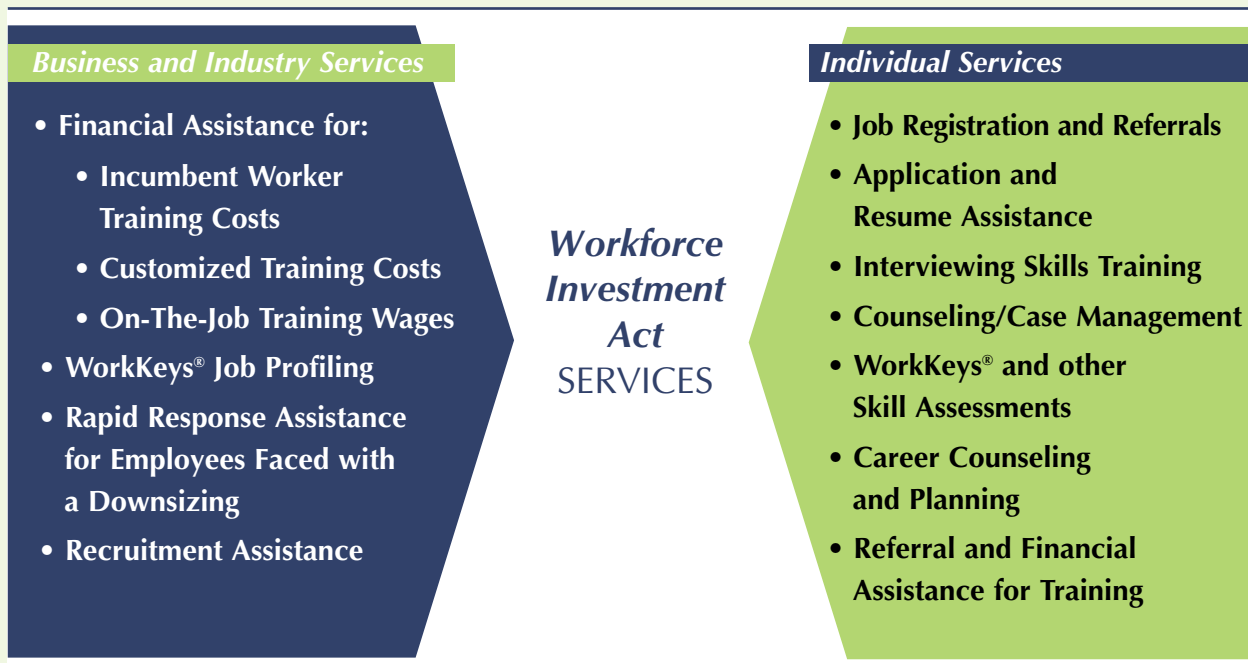 Business and Industry Services
• Financial Assistance for:
• Incumbent Worker
Training Costs
• Customized Training Costs
• On-The-Job Training Wages
• WorkKeys® Job Profiling
• Rapid Response Assistance
for Employees Faced with
a Downsizing
• Recruitment Assistance
Workforce
Investment
Act
SERVICES
Individual Services
• Job Registration and Referrals
• Application and
Resume Assistance
• Interviewing Skills Training
• Counseling/Case Management
• WorkKeys® and other
Skill Assessments
• Career Counseling
and Planning
• Referral and Financial
Assistance for Training